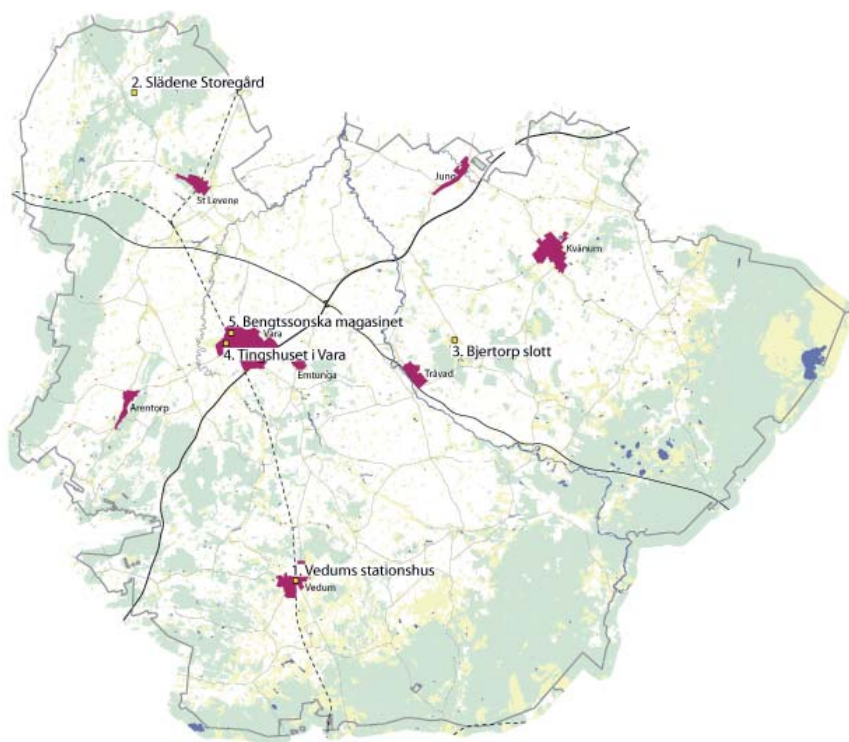 2. Slädene Storegård
St Levene
Jung
Kvänum
5. Bengtssonska magasinet
Vara
4. Tingshuset i Vara
3. Bjertorp slott
Emtunga
Tråvad
Arentorp
1. Vedums stationshus
Vedum